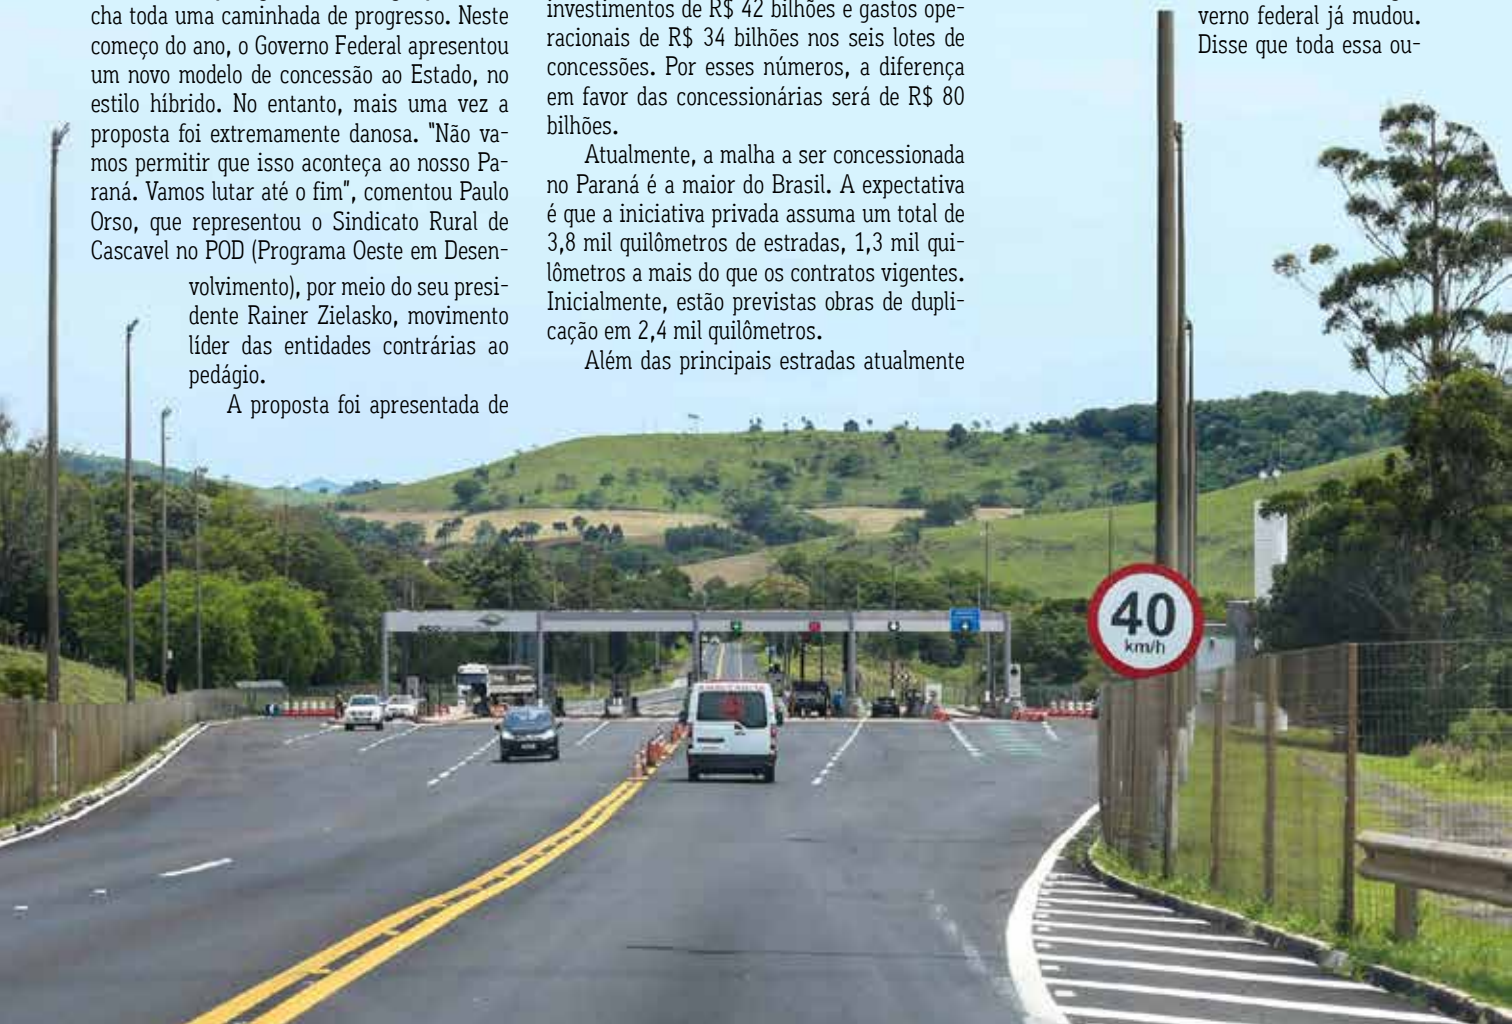 cha toda uma caminhada de progresso. Neste
começo do ano, o Governo Federal apresentou
um novo modelo de concessão ao Estado, no
estilo híbrido. No entanto, mais uma vez a
proposta foi extremamente danosa. "Não va-
mos permitir que isso aconteça ao nosso Pa-
raná. Vamos lutar até o fim", comentou Paulo
Orso, que representou o Sindicato Rural de
Cascavel no POD (Programa Oeste em Desen-
volvimento), por meio do seu presi-
dente Rainer Zielasko, movimento
líder das entidades contrárias ao
pedágio.
A proposta foi apresentada de
investimentos de R$ 42 bilhões e gastos ope-
racionais de R$ 34 bilhões nos seis lotes de
concessões. Por esses números, a diferença
em favor das concessionárias será de R$ 80
bilhões.
Atualmente, a malha a ser concessionada
no Paraná é a maior do Brasil. A expectativa
é que a iniciativa privada assuma um total de
3,8 mil quilômetros de estradas, 1,3 mil qui-
lômetros a mais do que os contratos vigentes.
Inicialmente, estão previstas obras de dupli-
cação em 2,4 mil quilômetros.
Além das principais estradas atualmente
verno federal já mudou.
Disse que toda essa ou-
40
km/h